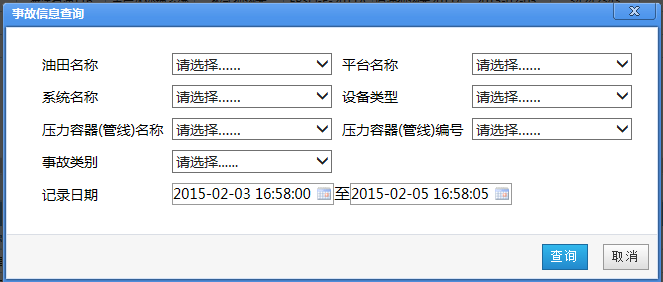 事故信息查询
油田名称 请选择...... 平台名称 请选择......
系统名称 请选择...... 设备类型 请选择......
压力容器(管线)名称 请选择...... 压力容器(管线)编号 请选择......
事故类别 请选择......
记录日期 2015-02-03 16:58:00 至 2015-02-05 16:58:05
查询 取消